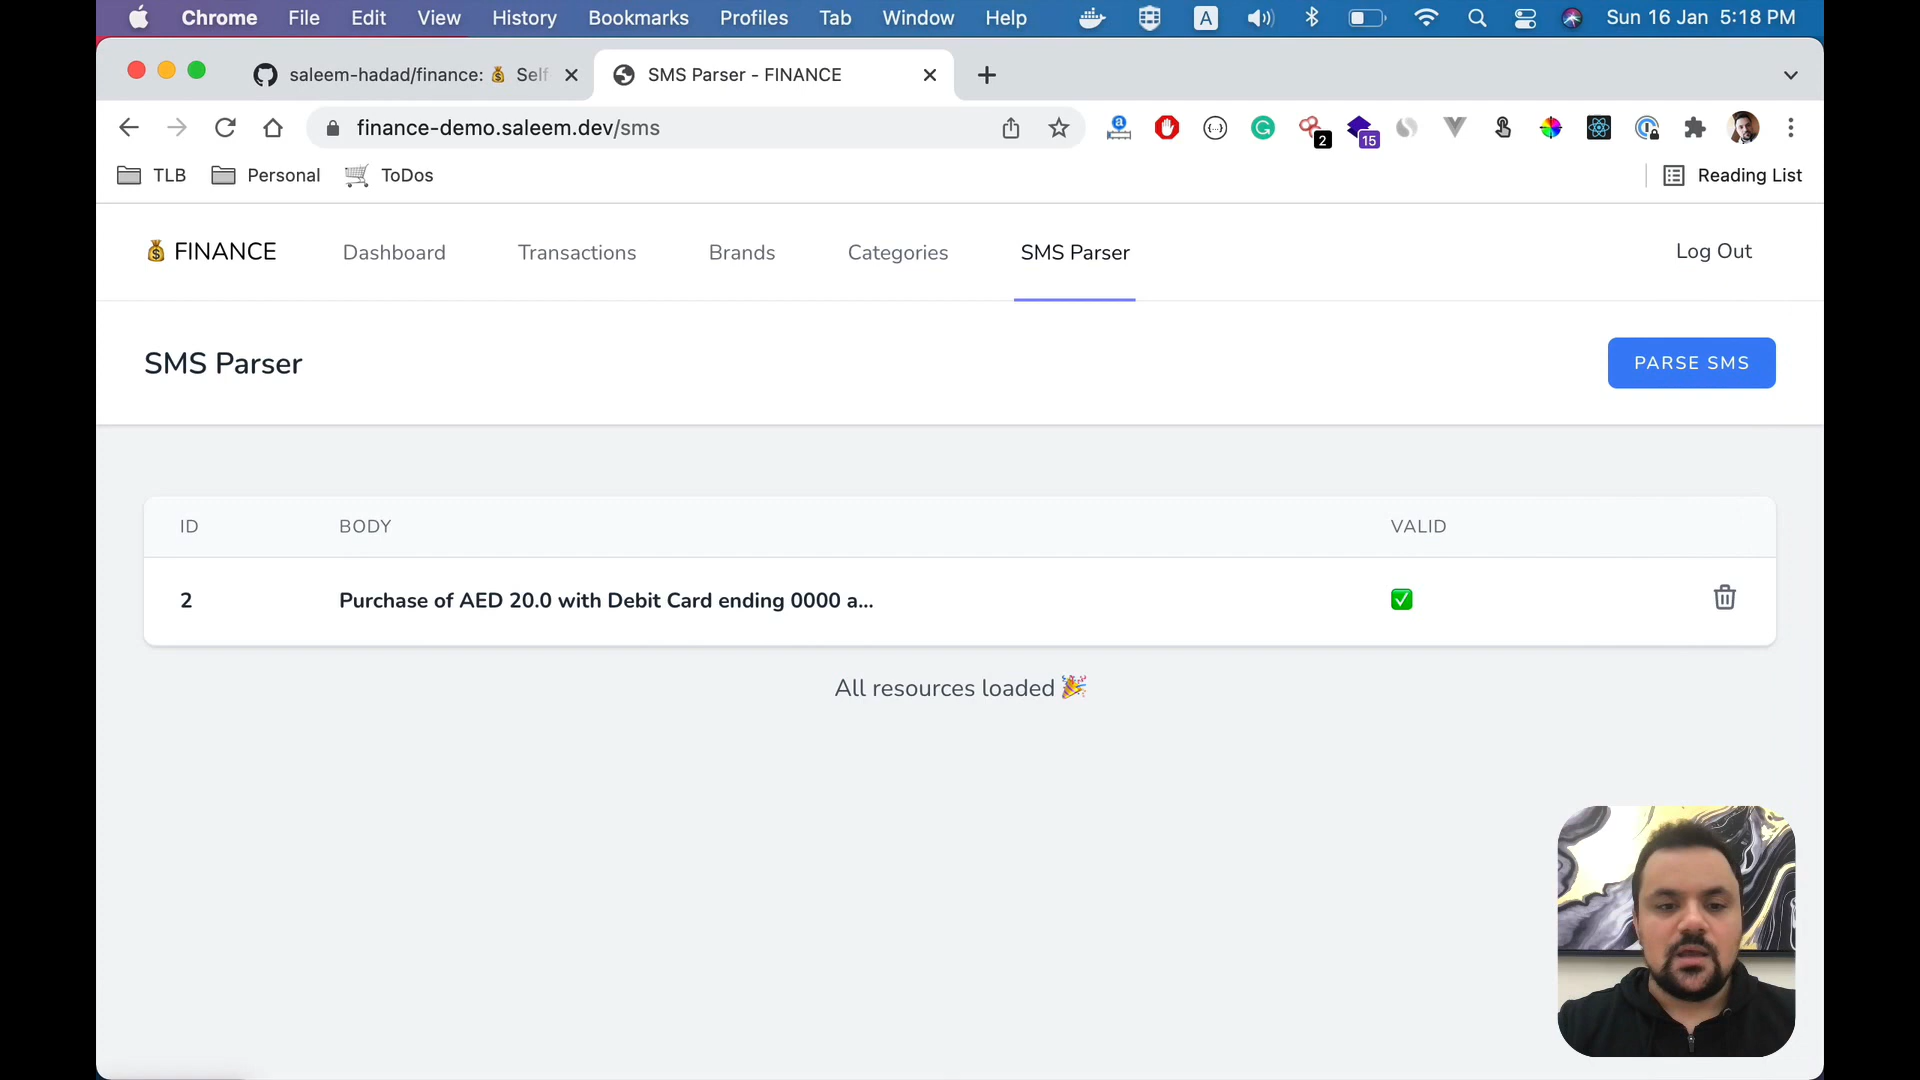 Chrome File Edit View History Bookmarks Profiles Tab Window Help A Sun 16 Jan 5:18 PM
saleem-hadad/finance: 💰 Self SMS Parser - FINANCE
finance-demo.saleem.dev/sms 2 15
TLB Personal ToDos Reading List
💰 FINANCE Dashboard Transactions Brands Categories SMS Parser Log Out
SMS Parser PARSE SMS
ID BODY VALID
2 Purchase of AED 20.0 with Debit Card ending 0000 a... ✅
All resources loaded 🎉